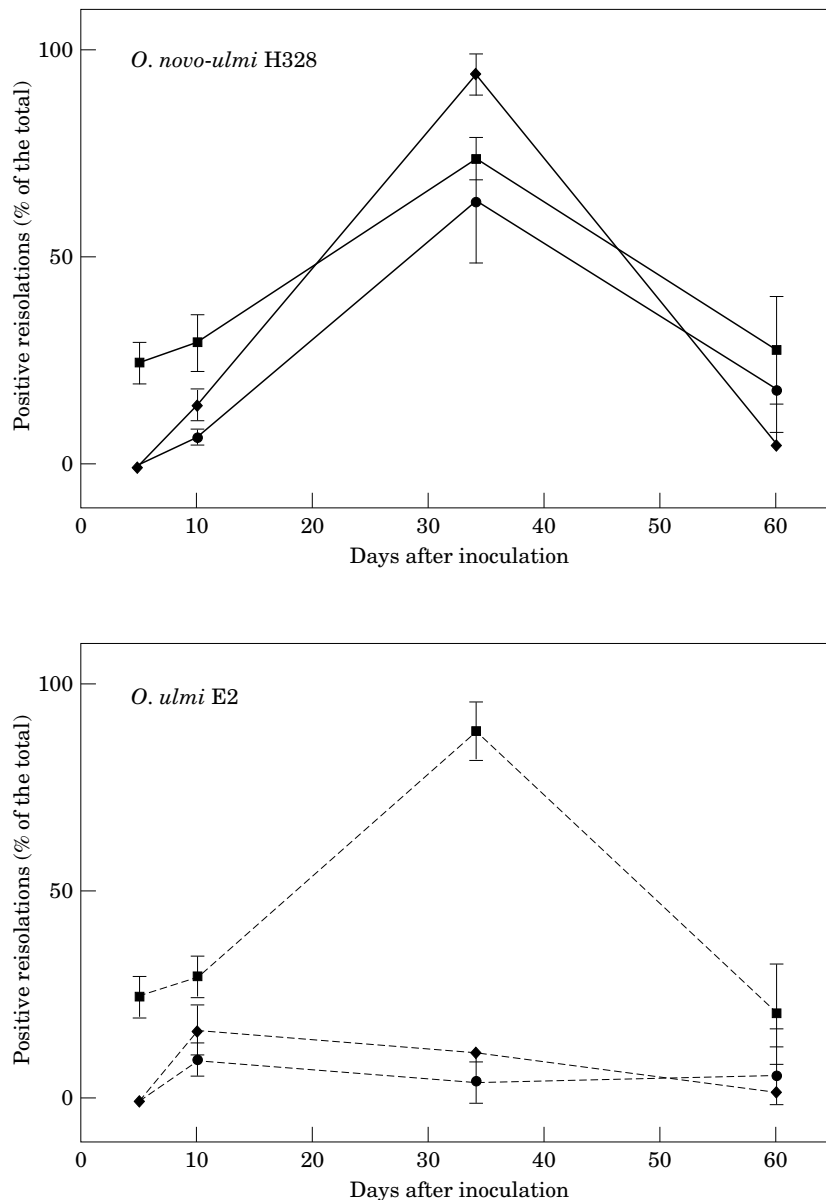 100
O. novo-ulmi H328
50
0
Positive reisolations (% of the total)
0 10 20 30 40 50 60
Days after inoculation
100
O. ulmi E2
50
0
Positive reisolations (% of the total)
0 10 20 30 40 50 60
Days after inoculation